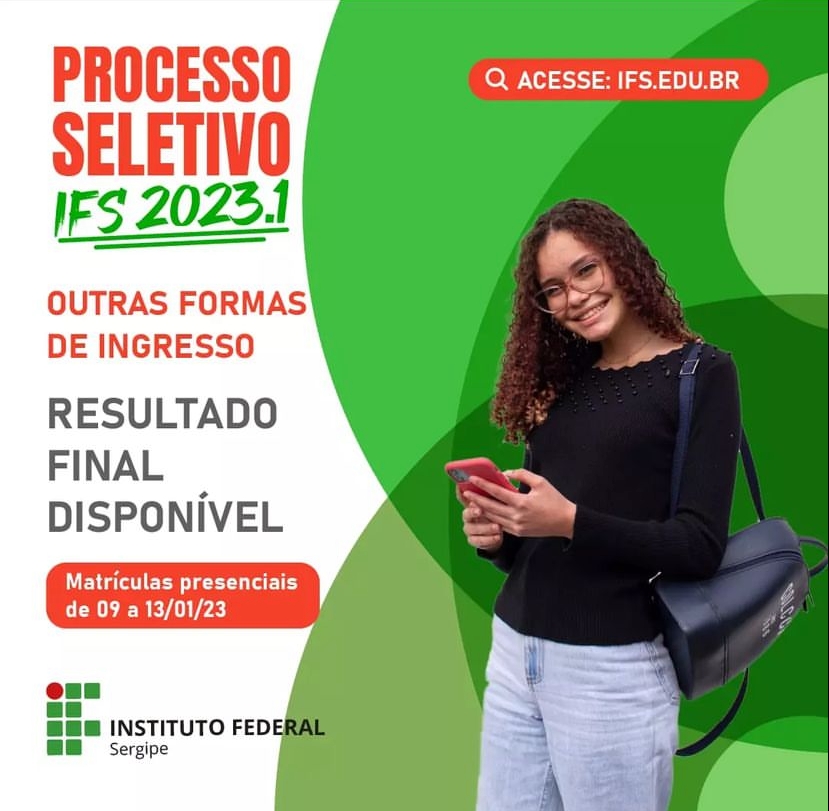 PROCESSO
SELETIVO
IFS 2023.1
ACESSE: IFS.EDU.BR
OUTRAS FORMAS
DE INGRESSO
RESULTADO
FINAL
DISPONÍVEL
Matrículas presenciais
de 09 a 13/01/23
INSTITUTO FEDERAL
Sergipe